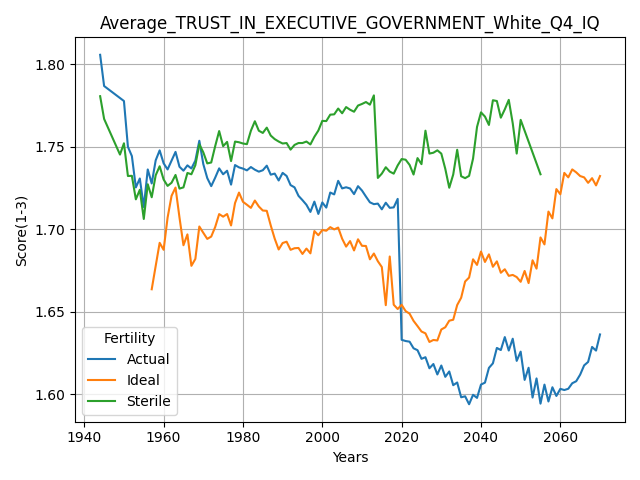 Average_TRUST_IN_EXECUTIVE_GOVERNMENT_White_Q4_IQ
Score(1-3)
1.80
1.75
1.70
1.65
1.60
Fertility
Actual
Ideal
Sterile
1940
1960
1980
2000
2020
2040
2060
Years